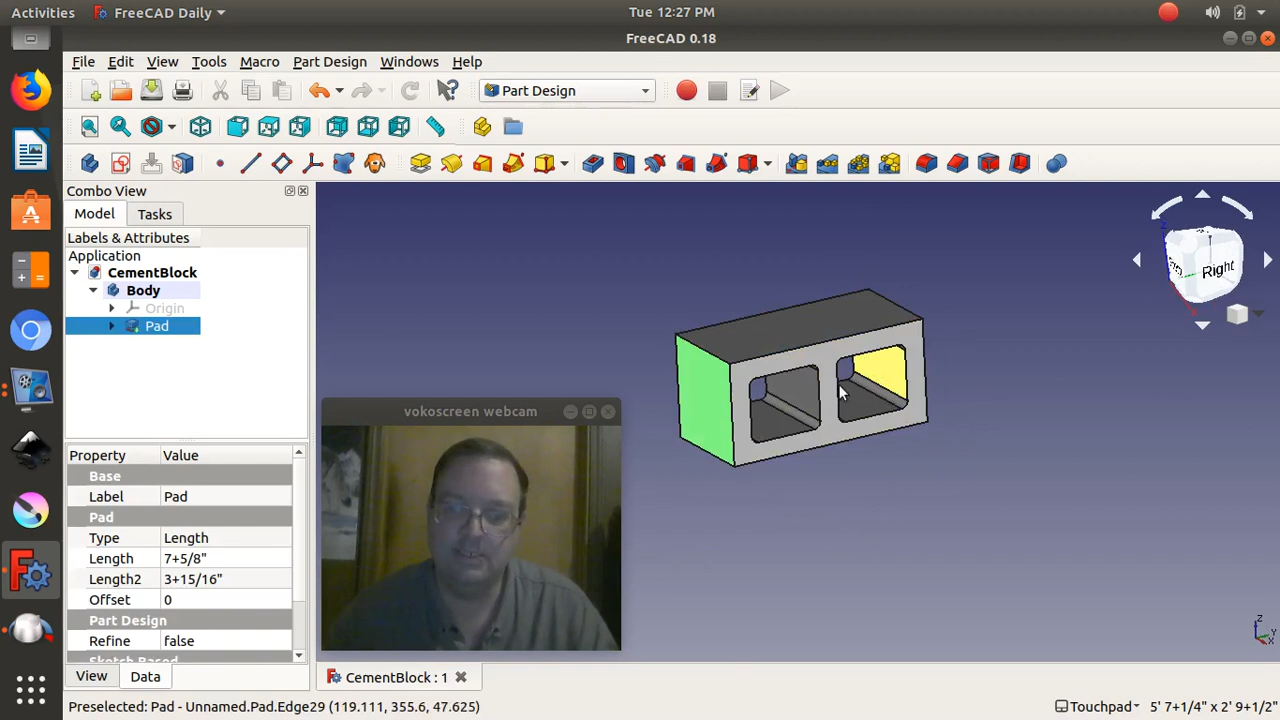 Activities
FreeCAD Daily
Tue 12:27 PM
FreeCAD 0.18
File Edit View Tools Macro Part Design Windows Help
Part Design
Combo View
Model Tasks
Labels & Attributes
Application
CementBlock
Body
Origin
Pad
Right
vokoscreen webcam
Property Value
Base
Label Pad
Pad
Type Length
Length 7+5/8"
Length2 3+15/16"
Offset 0
Part Design
Refine false
Sketch Based
View Data
CementBlock : 1
Preselected: Pad - Unnamed.Pad.Edge29 (119.111, 355.6, 47.625)
Touchpad
5' 7+1/4" x 2' 9+1/2"